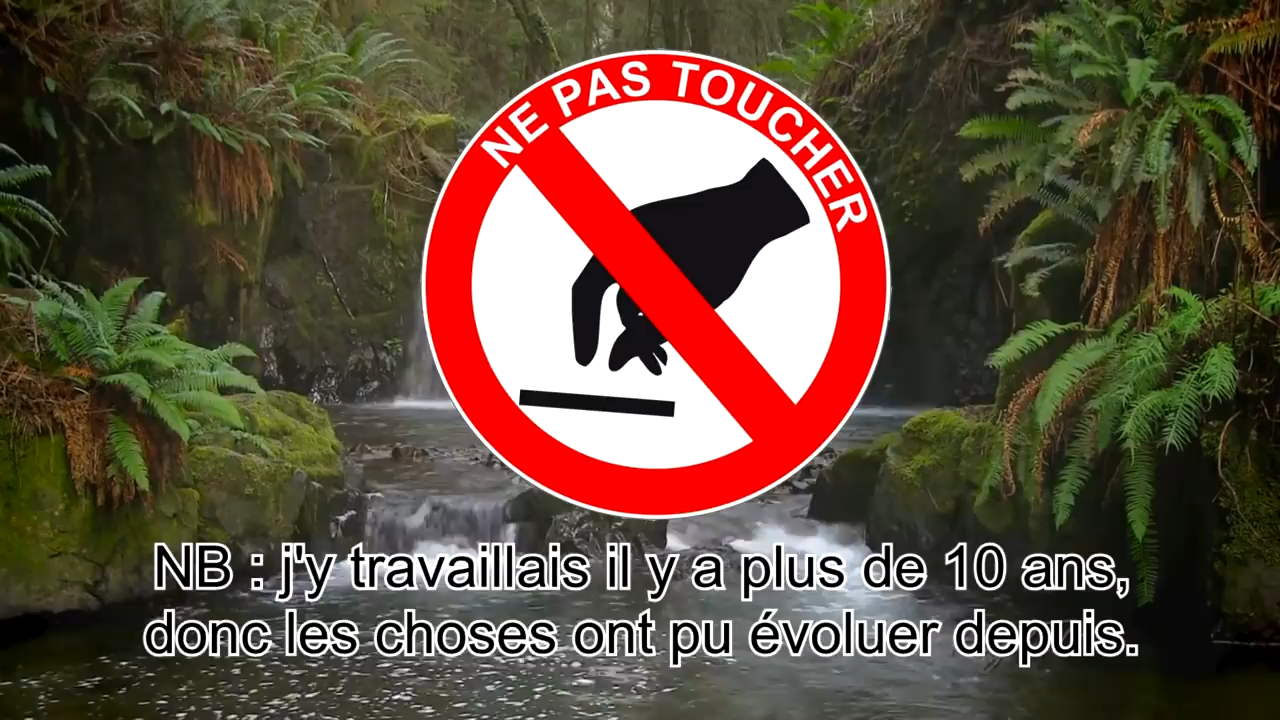 NE PAS TOUCHER
NB : j'y travaillais il y a plus de 10 ans,
donc les choses ont pu évoluer depuis.